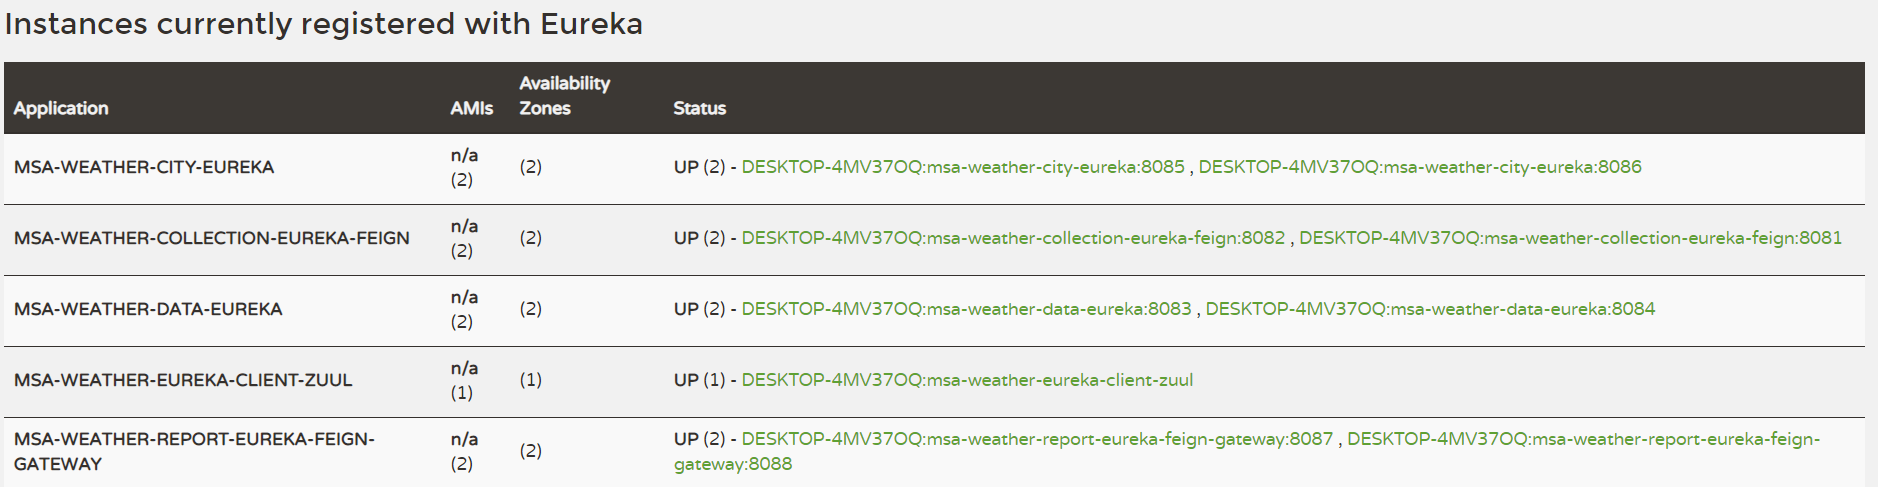 Instances currently registered with Eureka
Availability
Application AMIs Zones Status
n/a
MSA-WEATHER-CITY-EUREKA (2) (2) UP (2) - DESKTOP-4MV37OQ:msa-weather-city-eureka:8085 , DESKTOP-4MV37OQ:msa-weather-city-eureka:8086
n/a
MSA-WEATHER-COLLECTION-EUREKA-FEIGN (2) (2) UP (2) - DESKTOP-4MV37OQ:msa-weather-collection-eureka-feign:8082 , DESKTOP-4MV37OQ:msa-weather-collection-eureka-feign:8081
n/a
MSA-WEATHER-DATA-EUREKA (2) (2) UP (2) - DESKTOP-4MV37OQ:msa-weather-data-eureka:8083 , DESKTOP-4MV37OQ:msa-weather-data-eureka:8084
n/a
MSA-WEATHER-EUREKA-CLIENT-ZUUL (1) (1) UP (1) - DESKTOP-4MV37OQ:msa-weather-eureka-client-zuul
MSA-WEATHER-REPORT-EUREKA-FEIGN- n/a UP (2) - DESKTOP-4MV37OQ:msa-weather-report-eureka-feign-gateway:8087 , DESKTOP-4MV37OQ:msa-weather-report-eureka-feign-
GATEWAY (2) (2) gateway:8088